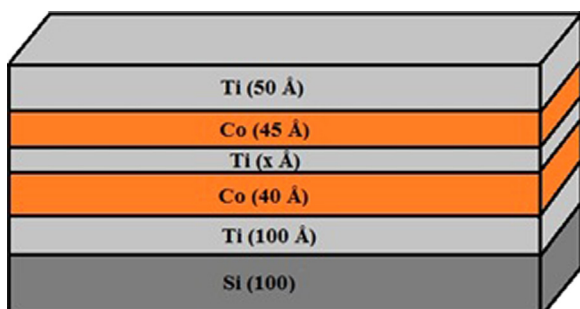 Ti (50 Å)
Co (45 Å)
Ti (x Å)
Co (40 Å)
Ti (100 Å)
Si (100)